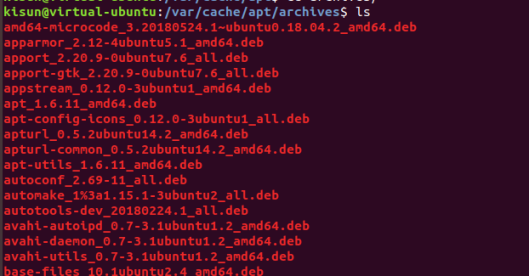 kisun@virtual-ubuntu:/var/cache/apt/archives$ ls
amd64-microcode_3.20180524.1~ubuntu0.18.04.2_amd64.deb
apparmor_2.12-4ubuntu5.1_amd64.deb
apport_2.20.9-0ubuntu7.6_all.deb
apport-gtk_2.20.9-0ubuntu7.6_all.deb
appstream_0.12.0-3ubuntu1_amd64.deb
apt_1.6.11_amd64.deb
apt-config-icons_0.12.0-3ubuntu1_all.deb
apturl_0.5.2ubuntu14.2_amd64.deb
apturl-common_0.5.2ubuntu14.2_amd64.deb
apt-utils_1.6.11_amd64.deb
autoconf_2.69-11_all.deb
automake_1%3a1.15.1-3ubuntu2_all.deb
autotools-dev_20180224.1_all.deb
avahi-autoipd_0.7-3.1ubuntu1.2_amd64.deb
avahi-daemon_0.7-3.1ubuntu1.2_amd64.deb
avahi-utils_0.7-3.1ubuntu1.2_amd64.deb
base-files_10.1ubuntu2.4_amd64.deb